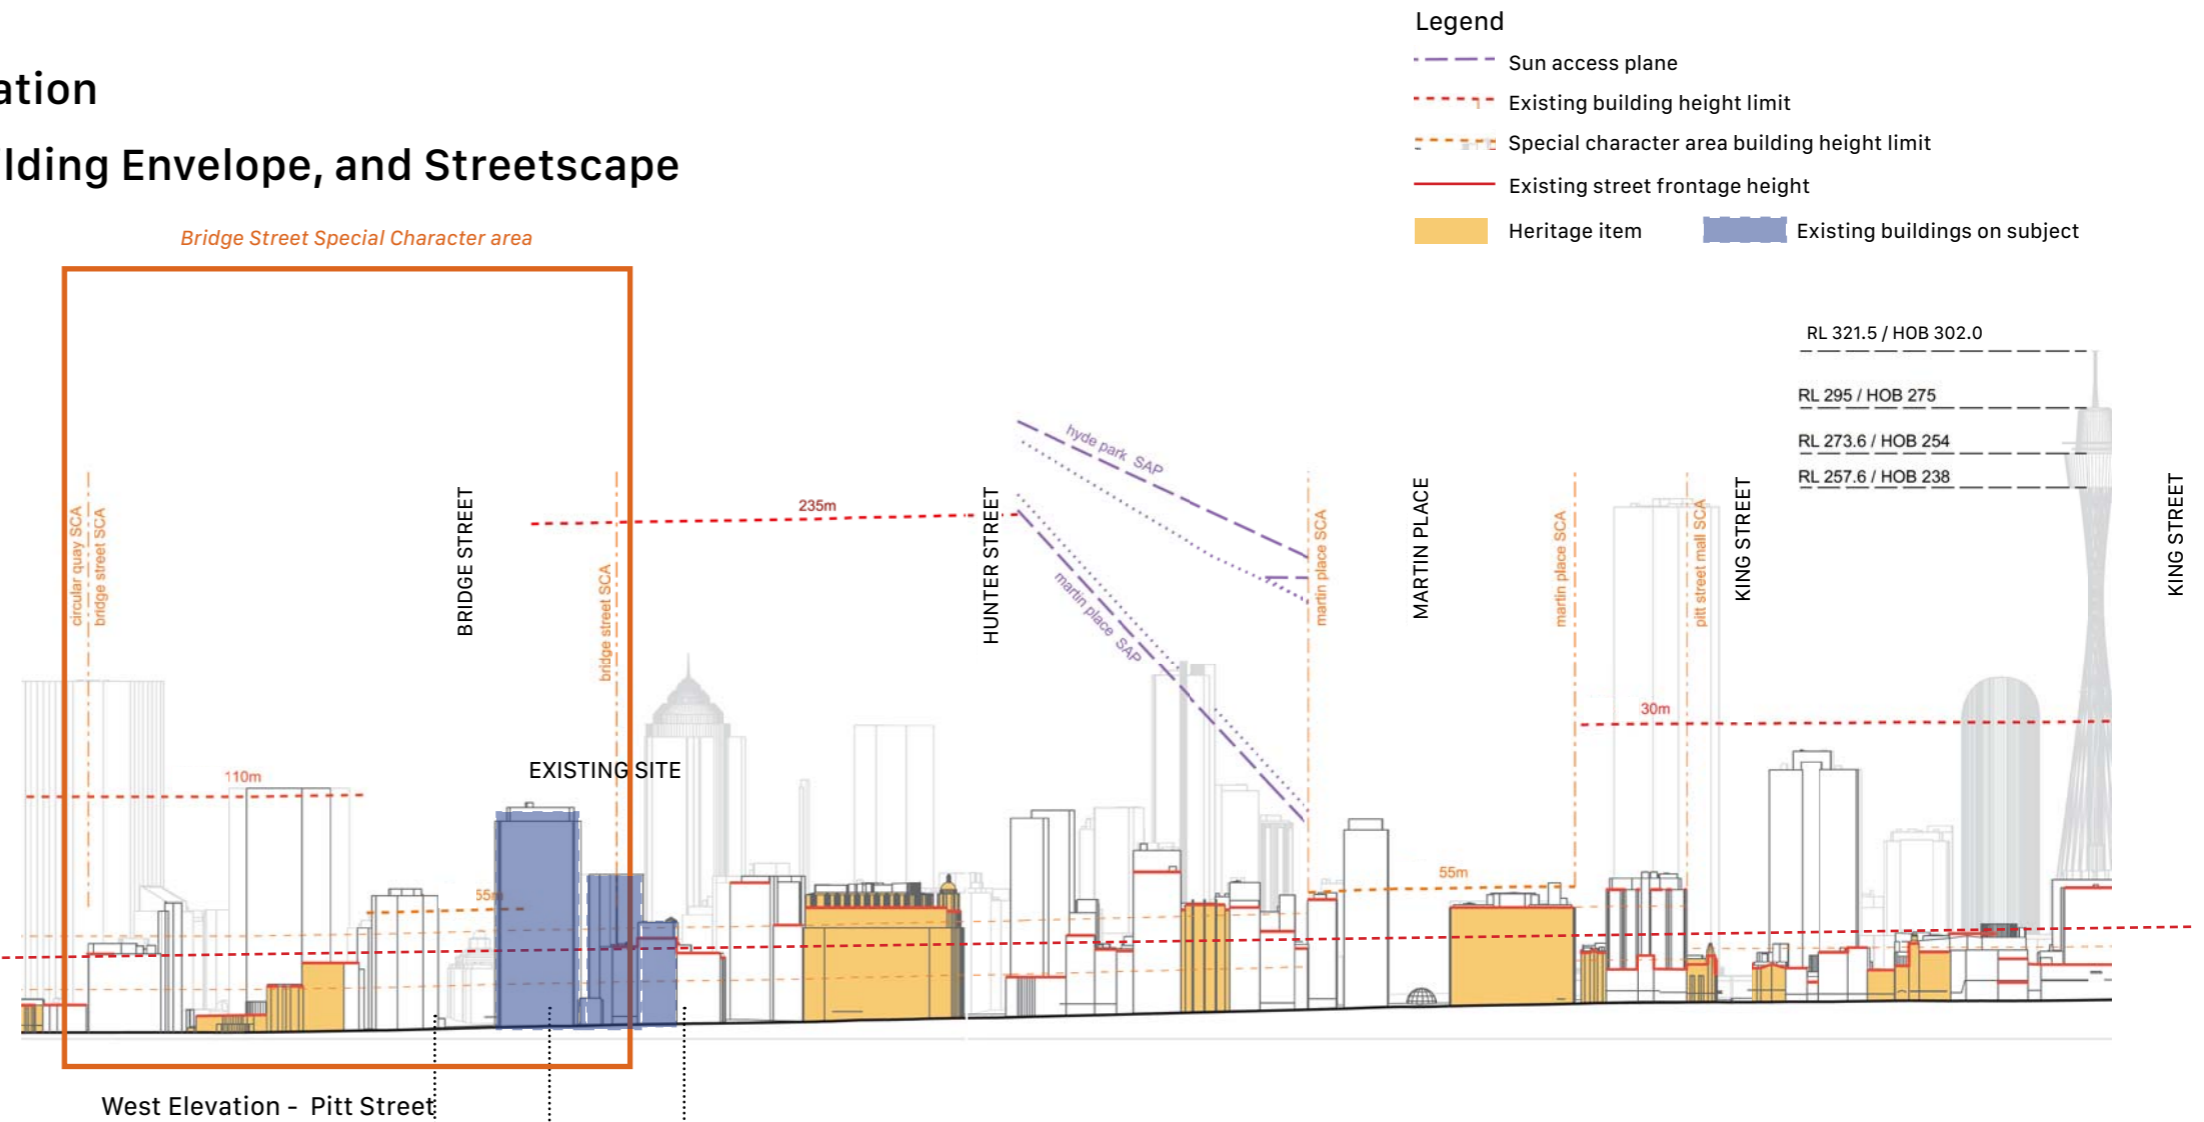 ation
ilding Envelope, and Streetscape
Legend
Sun access plane
Existing building height limit
Special character area building height limit
Existing street frontage height
Heritage item
Existing buildings on subject
Bridge Street Special Character area
RL 321.5 / HOB 302.0
RL 295 / HOB 275
RL 273.6 / HOB 254
RL 257.6 / HOB 238
circular quay SCA
bridge street SCA
BRIDGE STREET
bridge street SCA
235m
HUNTER STREET
hyde park SAP
martin place SAP
martin place SCA
MARTIN PLACE
martin place SCA
pitt street mall SCA
KING STREET
KING STREET
30m
EXISTING SITE
110m
55m
55m
West Elevation - Pitt Street